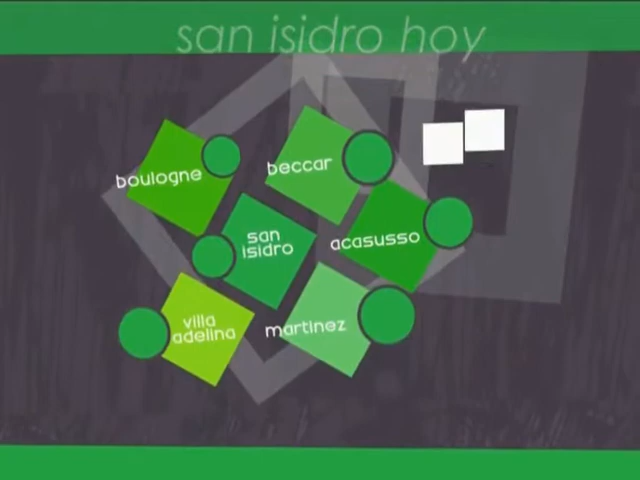 san isidro hoy
boulogne
beccar
san
isidro
acasusso
villa
adelina
martinez